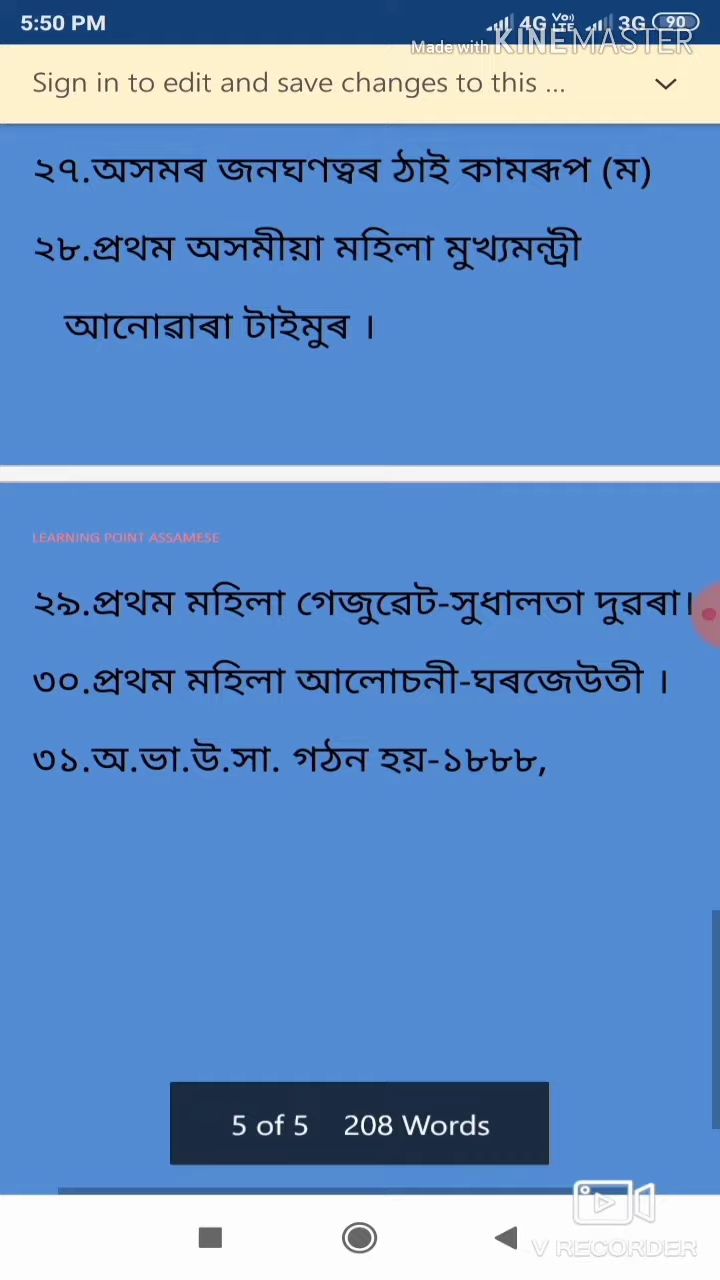 5:50 PM
4G Vo)) LTE 3G 90
Made with KINEMASTER
Sign in to edit and save changes to this ...
২৭.অসমৰ জনঘণত্বৰ ঠাই কামৰূপ (ম)
২৮.প্ৰথম অসমীয়া মহিলা মুখ্যমন্ট্ৰী
আনোৱাৰা টাইমুৰ ।
LEARNING POINT ASSAMESE
২৯.প্ৰথম মহিলা গেজুৱেট-সুধালতা দুৱৰা।
৩০.প্ৰথম মহিলা আলোচনী-ঘৰজেউতী ।
৩১.অ.ভা.উ.সা. গঠন হয়-১৮৮৮,
5 of 5 208 Words
V RECORDER